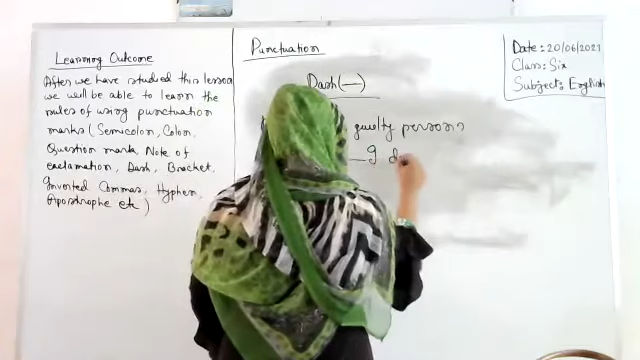 Learning Outcome
After we have studied this lesson
we will be able to learn the
rules of using punctuation
marks (Semicolon, Colon,
Question mark, Note of
exclamation, Dash, Bracket,
Inverted Commas, Hyphen,
Apostrophe etc)
Punctuation
Dash(—)
guilty person?
— I d
Date: 20/06/2021
Class: Six
Subject: English